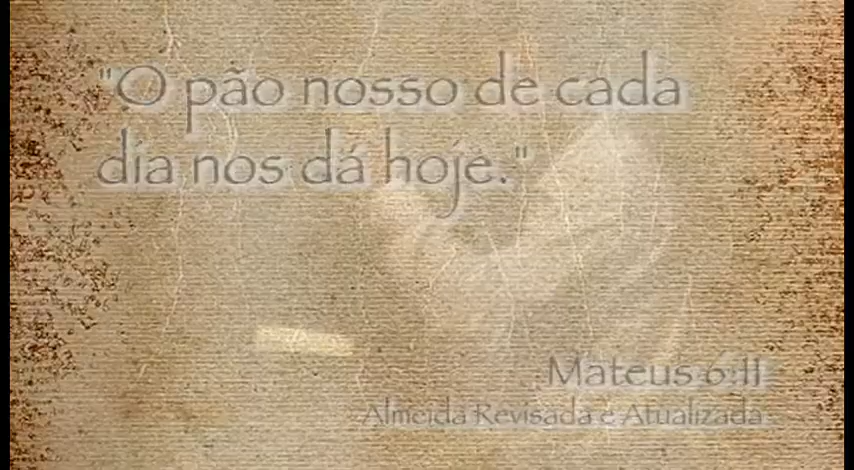 "O pão nosso de cada
dia nos dá hoje."
Mateus 6:11
Almeida Revisada e Atualizada